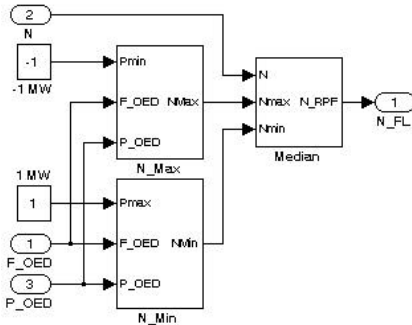 2
N
-1
-1 MW
Pmin
F_OED
NMax
P_OED
N_Max
N
Nmax
N_RPF
Nmin
Median
1
N_FL
1 MW
1
Pmax
F_OED
NMin
P_OED
N_Min
1
F_OED
3
P_OED